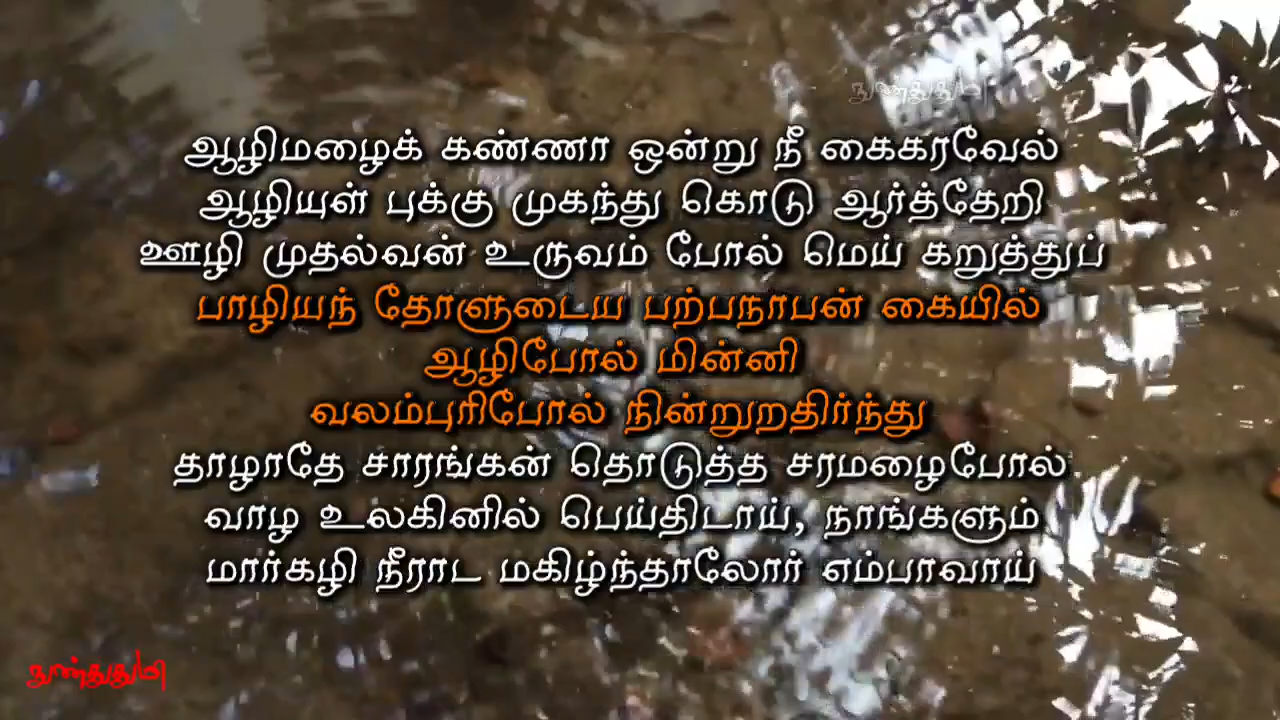 ஆழிமழைக் கண்ணா ஒன்று நீ கைகரவேல்
ஆழியுள் புக்கு முகந்து கொடு ஆர்த்தேறி
ஊழி முதல்வன் உருவம் போல் மெய் கறுத்துப்
பாழியந் தோளுடைய பற்பநாபன் கையில்
ஆழிபோல் மின்னி
வலம்புரிபோல் நின்றுறதிர்ந்து
தாழாதே சாரங்கன் தொடுத்த சரமழைபோல்
வாழ உலகினில் பெய்திடாய், நாங்களும்
மார்கழி நீராட மகிழ்ந்தாலோர் எம்பாவாய்